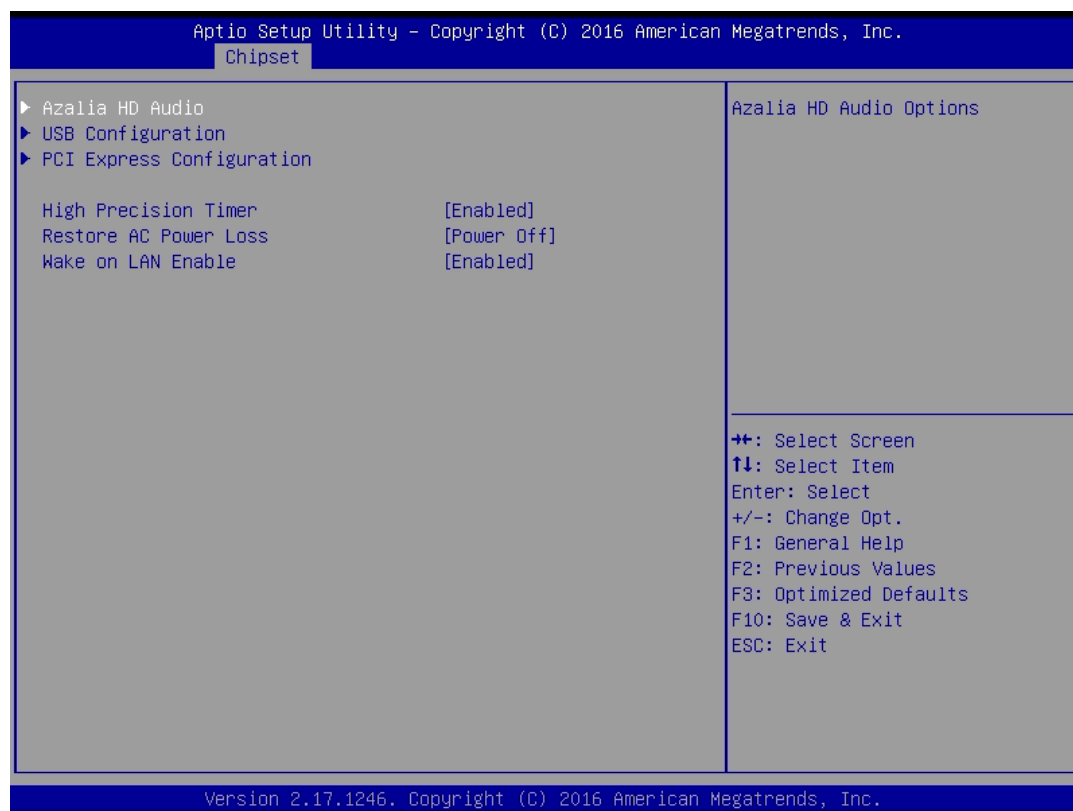 Aptio Setup Utility – Copyright (C) 2016 American Megatrends, Inc.
Chipset
▶ Azalia HD Audio
▶ USB Configuration
▶ PCI Express Configuration
High Precision Timer [Enabled]
Restore AC Power Loss [Power Off]
Wake on LAN Enable [Enabled]
Azalia HD Audio Options
→←: Select Screen
↑↓: Select Item
Enter: Select
+/-: Change Opt.
F1: General Help
F2: Previous Values
F3: Optimized Defaults
F10: Save & Exit
ESC: Exit
Version 2.17.1246. Copyright (C) 2016 American Megatrends, Inc.